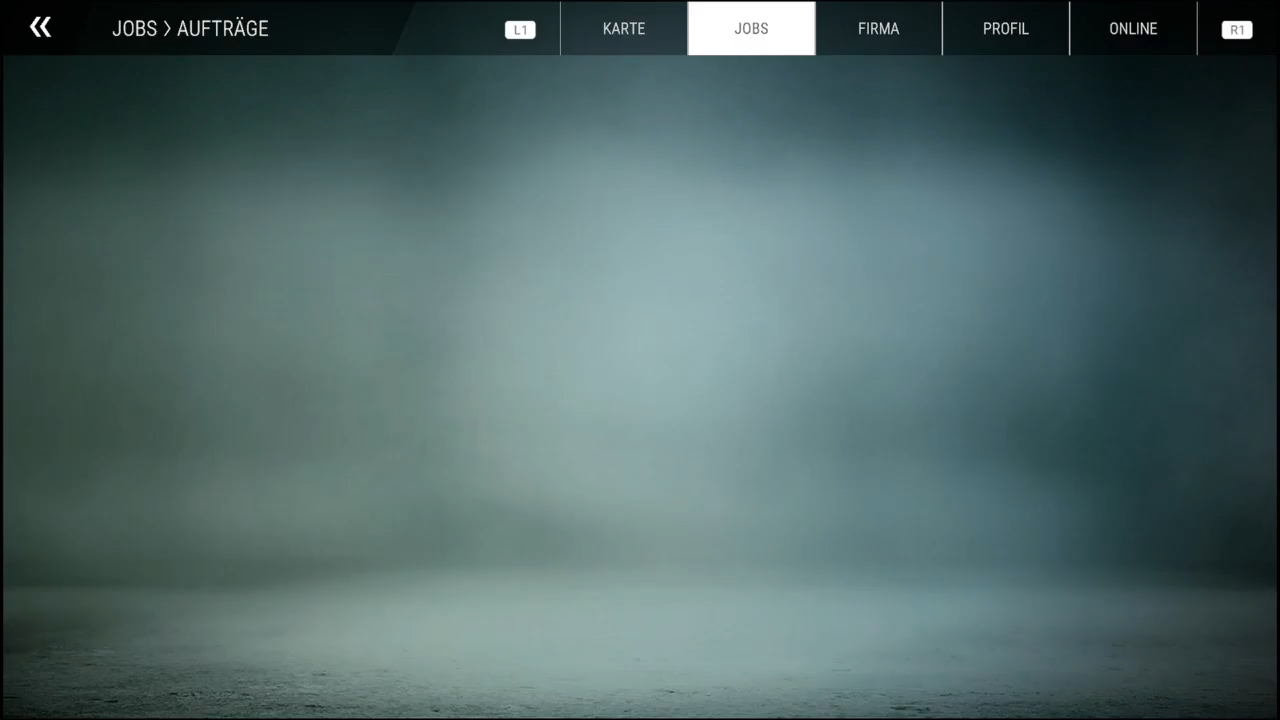 JOBS > AUFTRÄGE
L1
KARTE
JOBS
FIRMA
PROFIL
ONLINE
R1